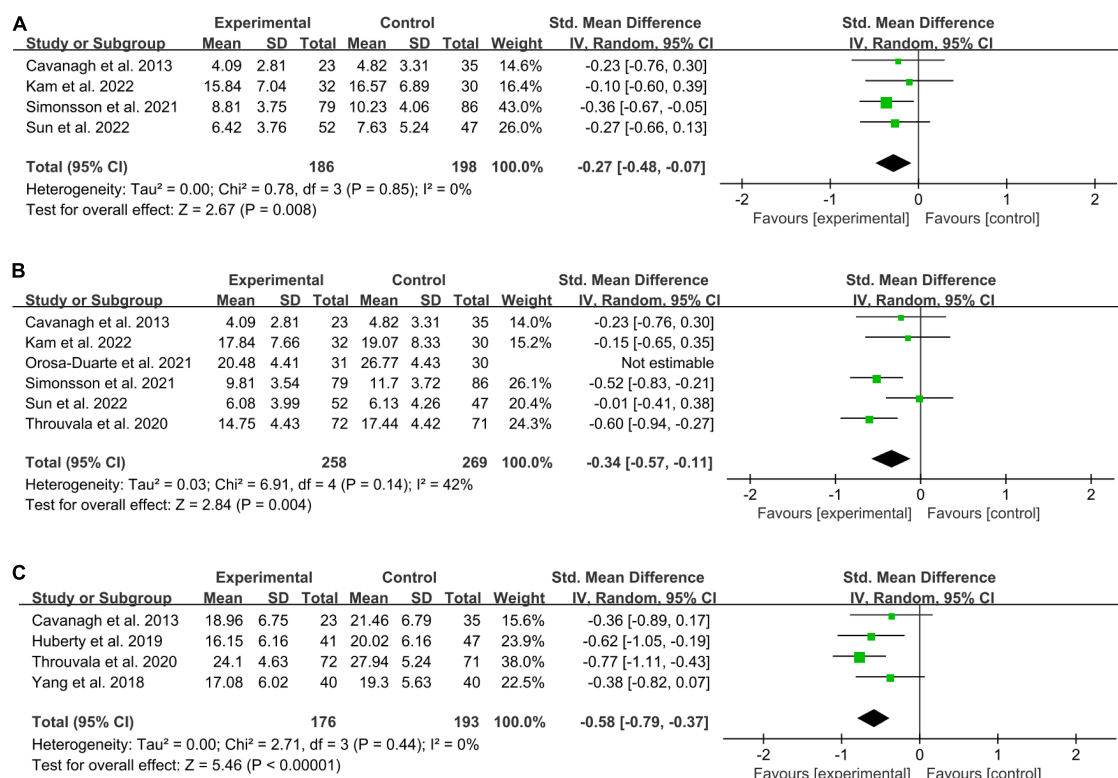 A
Experimental Control Std. Mean Difference Std. Mean Difference
Study or Subgroup Mean SD Total Mean SD Total Weight IV, Random, 95% CI IV, Random, 95% CI
Cavanagh et al. 2013 4.09 2.81 23 4.82 3.31 35 14.6% -0.23 [-0.76, 0.30]
Kam et al. 2022 15.84 7.04 32 16.57 6.89 30 16.4% -0.10 [-0.60, 0.39]
Simonsson et al. 2021 8.81 3.75 79 10.23 4.06 86 43.0% -0.36 [-0.67, -0.05]
Sun et al. 2022 6.42 3.76 52 7.63 5.24 47 26.0% -0.27 [-0.66, 0.13]
Total (95% CI) 186 198 100.0% -0.27 [-0.48, -0.07]
Heterogeneity: Tau² = 0.00; Chi² = 0.78, df = 3 (P = 0.85); I² = 0%
Test for overall effect: Z = 2.67 (P = 0.008)
-2 -1 0 1 2
Favours [experimental] Favours [control]
B
Experimental Control Std. Mean Difference Std. Mean Difference
Study or Subgroup Mean SD Total Mean SD Total Weight IV, Random, 95% CI IV, Random, 95% CI
Cavanagh et al. 2013 4.09 2.81 23 4.82 3.31 35 14.0% -0.23 [-0.76, 0.30]
Kam et al. 2022 17.84 7.66 32 19.07 8.33 30 15.2% -0.15 [-0.65, 0.35]
Orosa-Duarte et al. 2021 20.48 4.41 31 26.77 4.43 30 Not estimable
Simonsson et al. 2021 9.81 3.54 79 11.7 3.72 86 26.1% -0.52 [-0.83, -0.21]
Sun et al. 2022 6.08 3.99 52 6.13 4.26 47 20.4% -0.01 [-0.41, 0.38]
Throuvala et al. 2020 14.75 4.43 72 17.44 4.42 71 24.3% -0.60 [-0.94, -0.27]
Total (95% CI) 258 269 100.0% -0.34 [-0.57, -0.11]
Heterogeneity: Tau² = 0.03; Chi² = 6.91, df = 4 (P = 0.14); I² = 42%
Test for overall effect: Z = 2.84 (P = 0.004)
-2 -1 0 1 2
Favours [experimental] Favours [control]
C
Experimental Control Std. Mean Difference Std. Mean Difference
Study or Subgroup Mean SD Total Mean SD Total Weight IV, Random, 95% CI IV, Random, 95% CI
Cavanagh et al. 2013 18.96 6.75 23 21.46 6.79 35 15.6% -0.36 [-0.89, 0.17]
Huberty et al. 2019 16.15 6.16 41 20.02 6.16 47 23.9% -0.62 [-1.05, -0.19]
Throuvala et al. 2020 24.1 4.63 72 27.94 5.24 71 38.0% -0.77 [-1.11, -0.43]
Yang et al. 2018 17.08 6.02 40 19.3 5.63 40 22.5% -0.38 [-0.82, 0.07]
Total (95% CI) 176 193 100.0% -0.58 [-0.79, -0.37]
Heterogeneity: Tau² = 0.00; Chi² = 2.71, df = 3 (P = 0.44); I² = 0%
Test for overall effect: Z = 5.46 (P < 0.00001)
-2 -1 0 1 2
Favours [experimental] Favours [control]